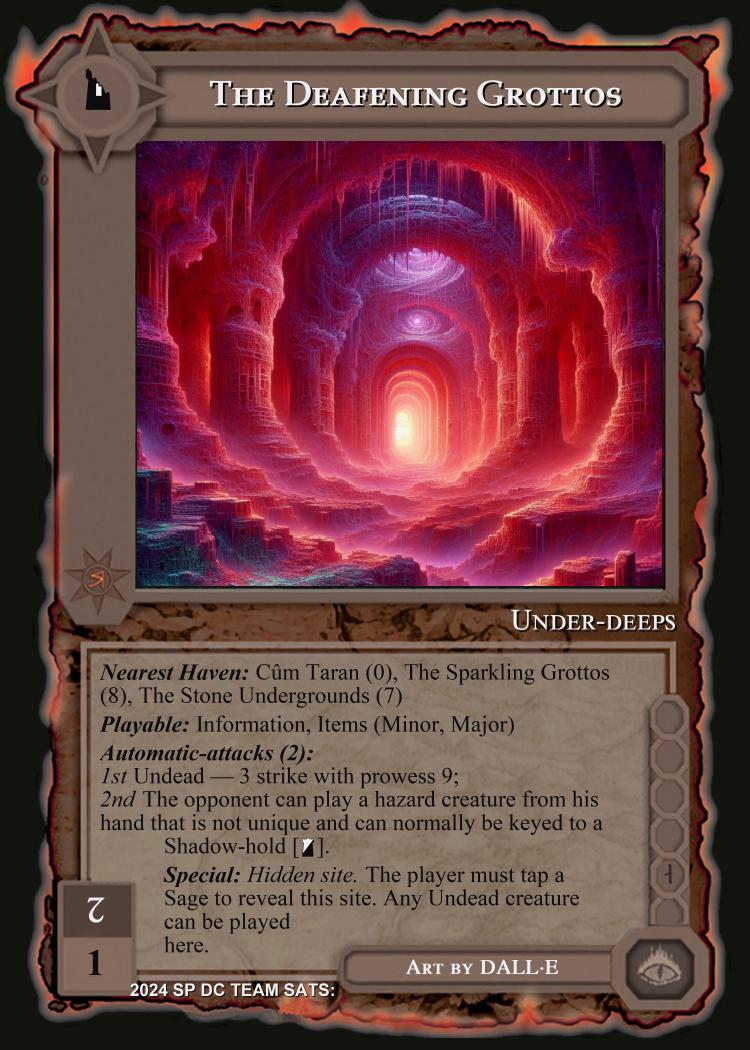 THE DEAFENING GROTTOS
UNDER-DEEPS
Nearest Haven: Cûm Taran (0), The Sparkling Grottos
(8), The Stone Undergrounds (7)
Playable: Information, Items (Minor, Major)
Automatic-attacks (2):
1st Undead — 3 strike with prowess 9;
2nd The opponent can play a hazard creature from his
hand that is not unique and can normally be keyed to a
Shadow-hold [ ].
Special: Hidden site. The player must tap a
Sage to reveal this site. Any Undead creature
can be played
here.
2
1
ART BY DALL·E
2024 SP DC TEAM SATS: